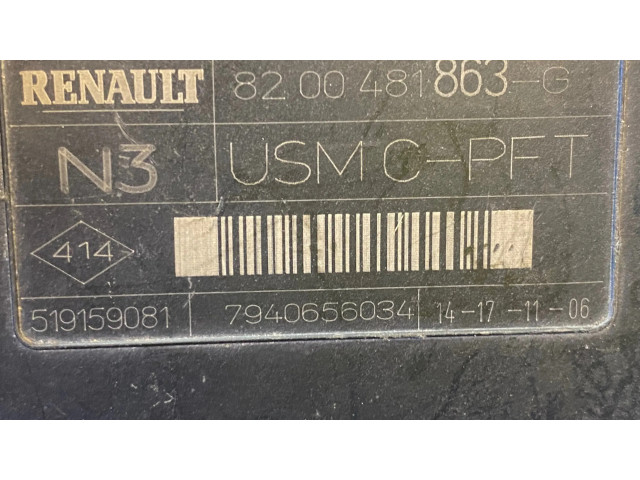 RENAULT 82 00 481 863-G
N3 USM C-PFT
414
519159081 7940656034 14-17-11-06